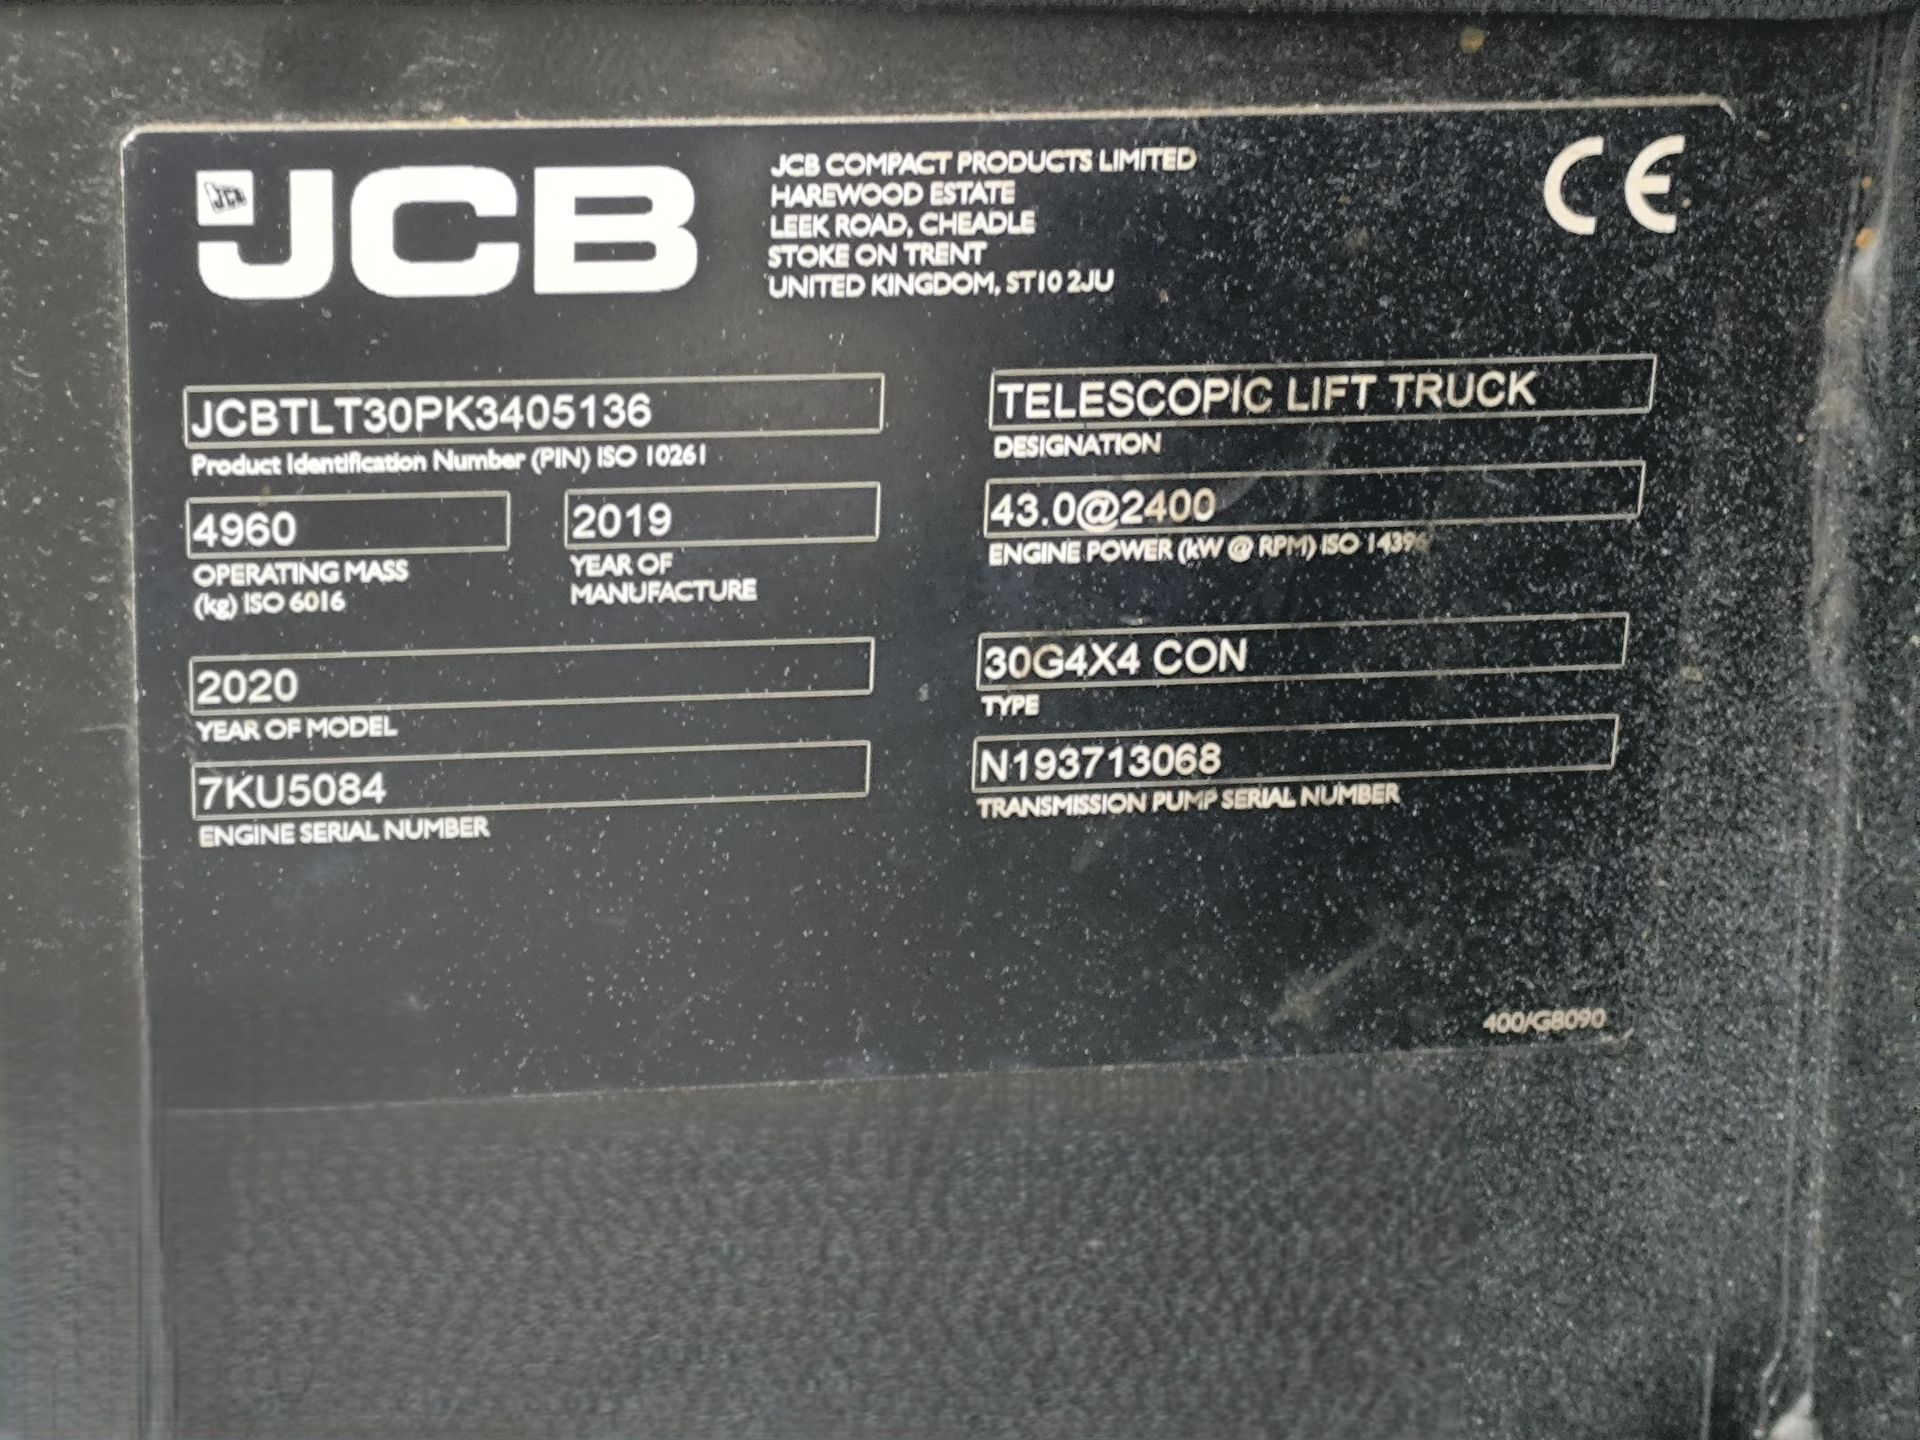 JCB
JCB
JCB COMPACT PRODUCTS LIMITED
HAREWOOD ESTATE
LEEK ROAD, CHEADLE
STOKE ON TRENT
UNITED KINGDOM, ST10 2JU
CE
JCBTLT30PK3405136
Product Identification Number (PIN) ISO 10261
4960
OPERATING MASS
(kg) ISO 6016
2019
YEAR OF
MANUFACTURE
2020
YEAR OF MODEL
7KU5084
ENGINE SERIAL NUMBER
TELESCOPIC LIFT TRUCK
DESIGNATION
43.0@2400
ENGINE POWER (kW @ RPM) ISO 14396
30G4X4 CON
TYPE
N193713068
TRANSMISSION PUMP SERIAL NUMBER
400/G8090